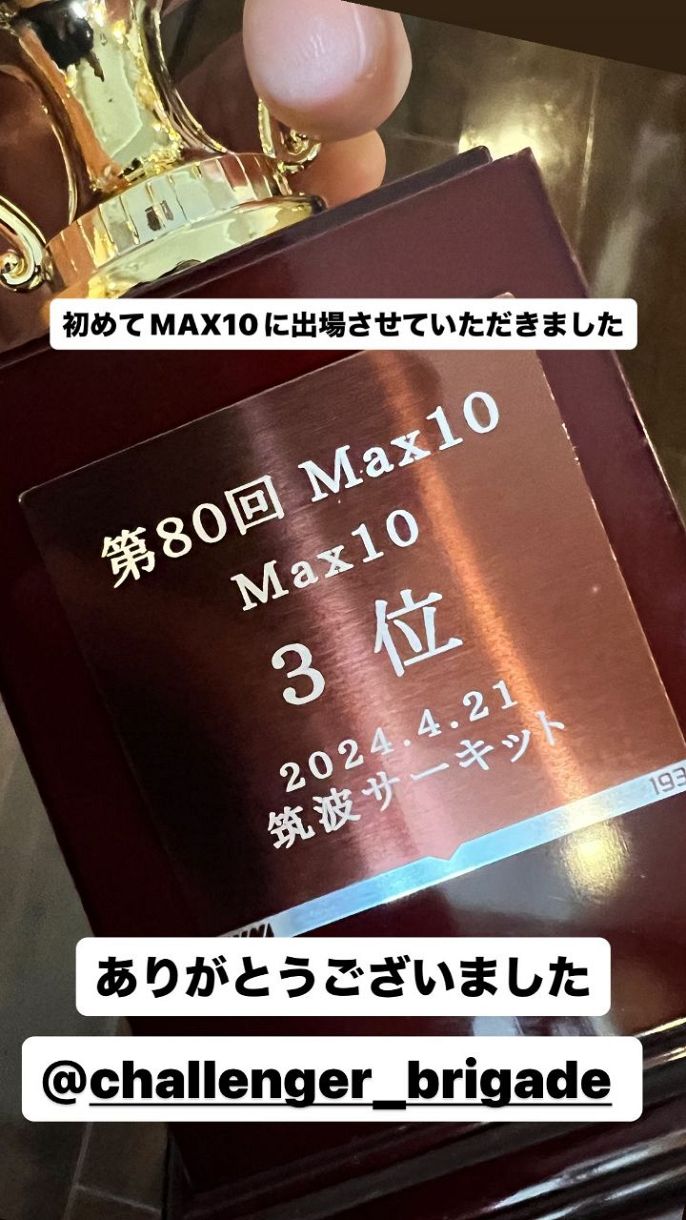 初めてMAX10に出場させていただきました
第80回 Max10
Max10
3 位
2024.4.21
筑波サーキット
193
ありがとうございました
@challenger_brigade